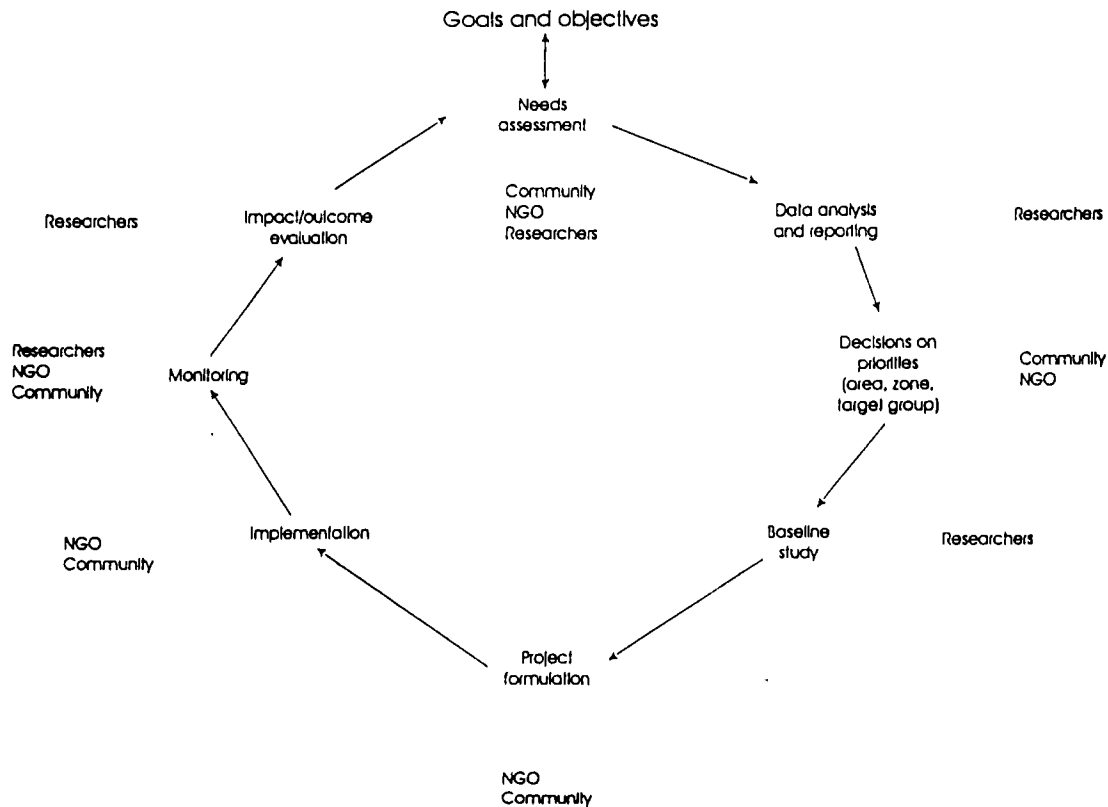 Goals and objectives
Needs
assessment
Community
NGO
Researchers
Data analysis
and reporting
Researchers
Decisions on
priorities
(area, zone,
target group)
Community
NGO
Baseline
study
Researchers
Project
formulation
NGO
Community
Implementation
NGO
Community
Monitoring
Researchers
NGO
Community
Impact/outcome
evaluation
Researchers